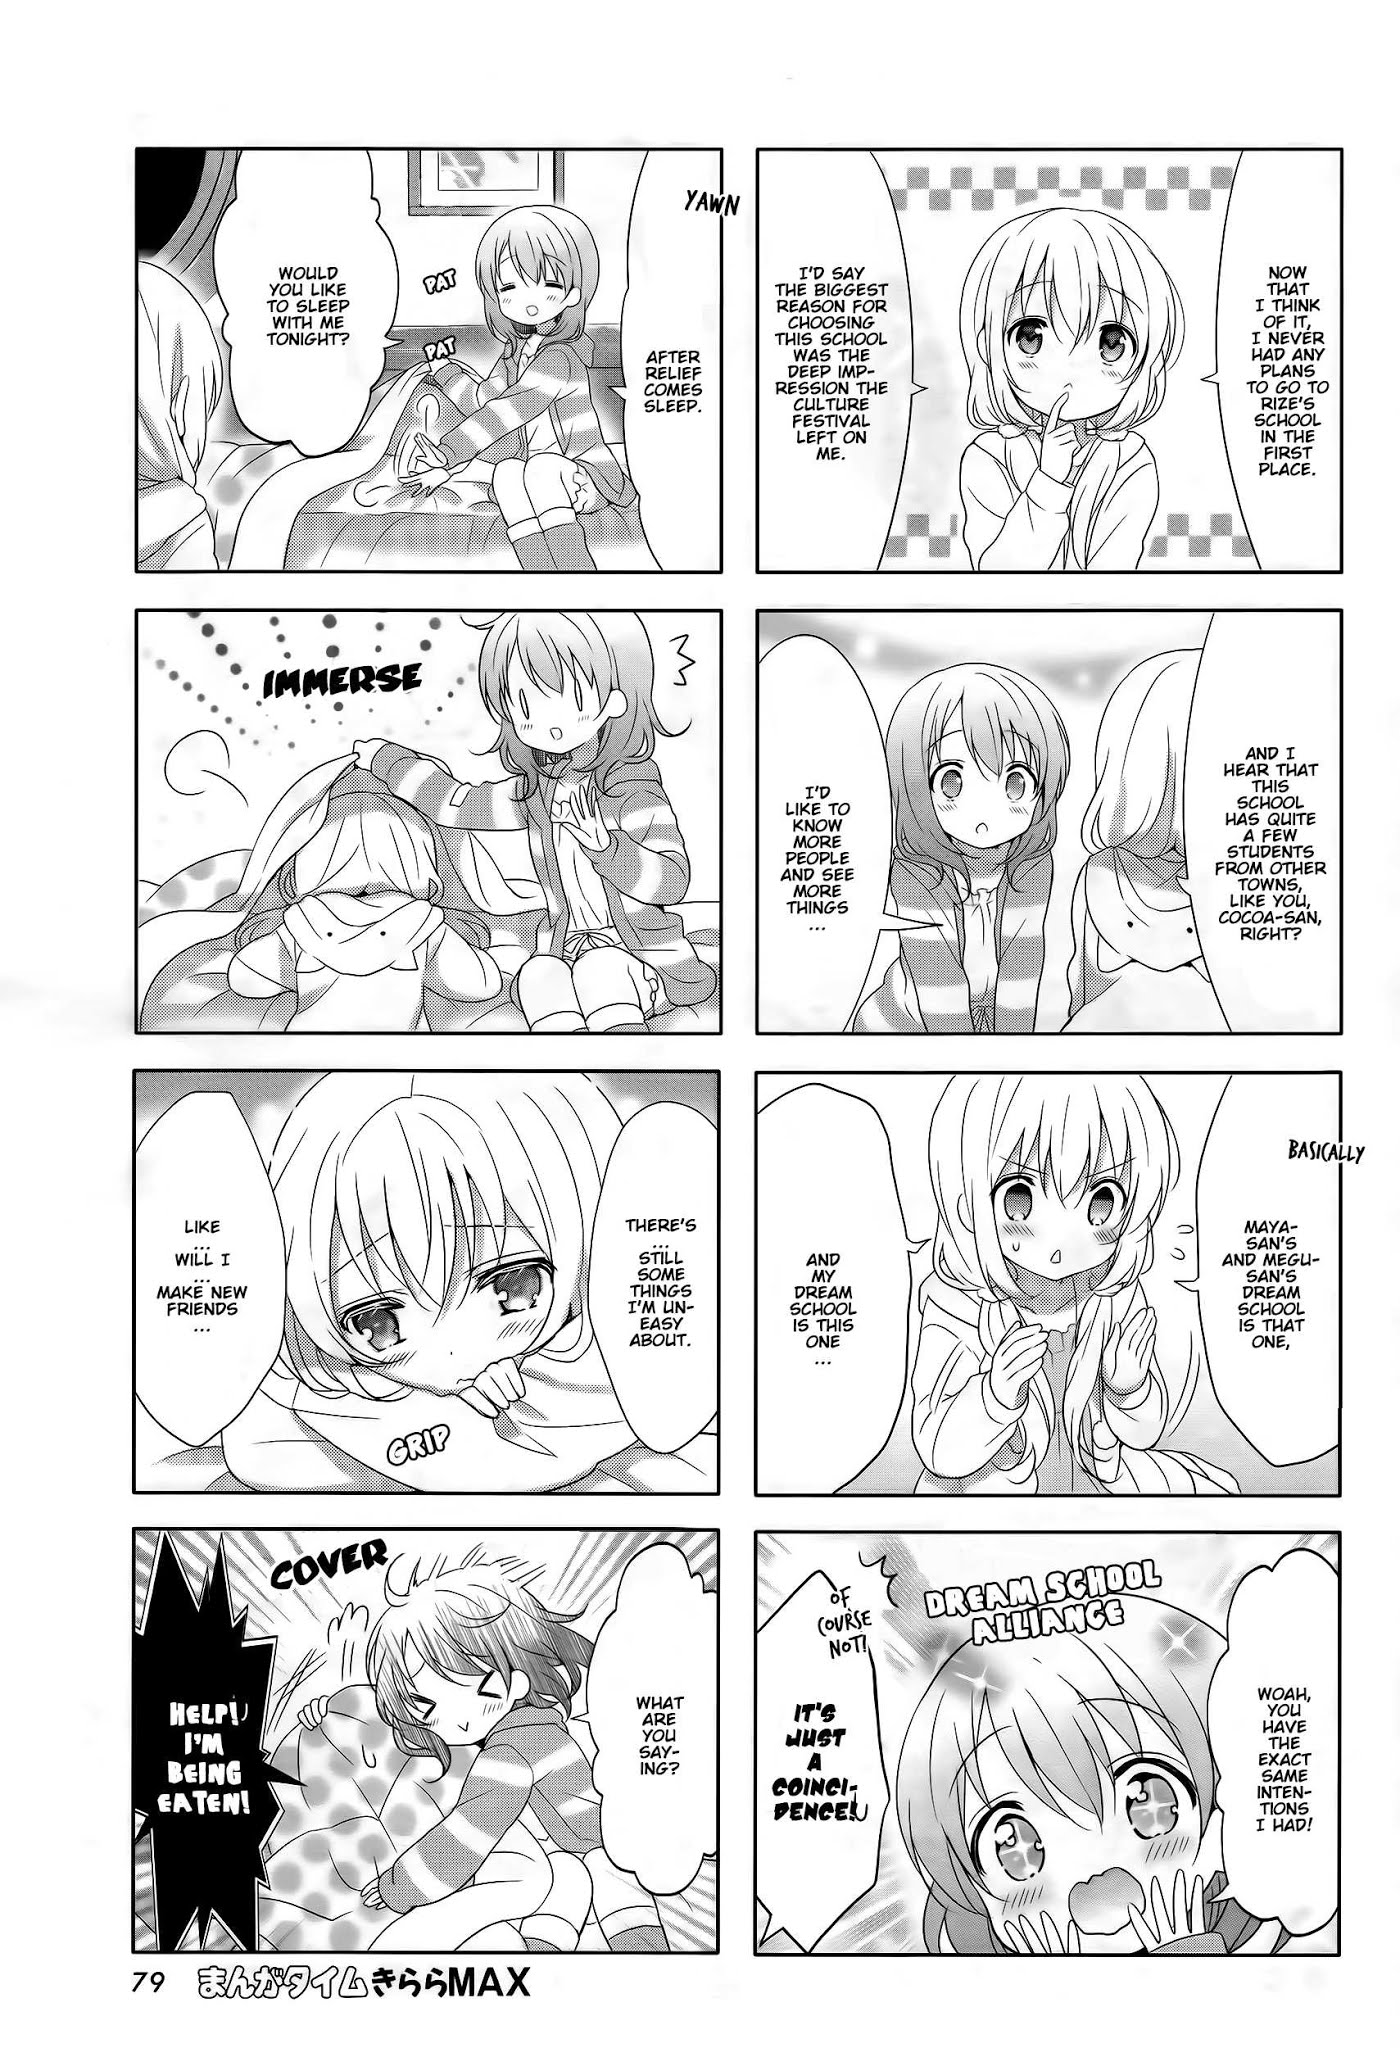 NOW
THAT
I THINK
OF IT,
I NEVER
HAD ANY
PLANS
TO GO TO
RIZE'S
SCHOOL
IN THE
FIRST
PLACE.
I'D SAY
THE BIGGEST
REASON FOR
CHOOSING
THIS SCHOOL
WAS THE
DEEP IMP-
RESSION THE
CULTURE
FESTIVAL
LEFT ON
ME.
AND I
HEAR THAT
THIS
SCHOOL
HAS QUITE
A FEW
STUDENTS
FROM OTHER
TOWNS,
LIKE YOU,
COCOA-SAN,
RIGHT?
I'D
LIKE TO
KNOW
MORE
PEOPLE
AND SEE
MORE
THINGS
...
BASICALLY
MAYA-
SAN'S
AND MEGU-
SAN'S
DREAM
SCHOOL
IS THAT
ONE,
AND
MY
DREAM
SCHOOL
IS THIS
ONE
...
WOAH,
YOU
HAVE
THE
EXACT
SAME
INTEN-
TIONS
I HAD!
DREAM SCHOOL
ALLIANCE
OF
COURSE
NOT!
IT'S
JUST
A
COINCI-
DENCE!
YAWN
AFTER
RELIEF
COMES
SLEEP.
PAT
PAT
WOULD
YOU LIKE
TO SLEEP
WITH ME
TONIGHT?
IMMERSE
THERE'S
...
STILL
SOME
THINGS
I'M UN-
EASY
ABOUT.
LIKE
...
WILL I
...
MAKE NEW
FRIENDS
...
GRIP
COVER
WHAT
ARE
YOU
SAY-
ING?
HELP!
I'M
BEING
EATEN!
79 まんがタイムきららMAX